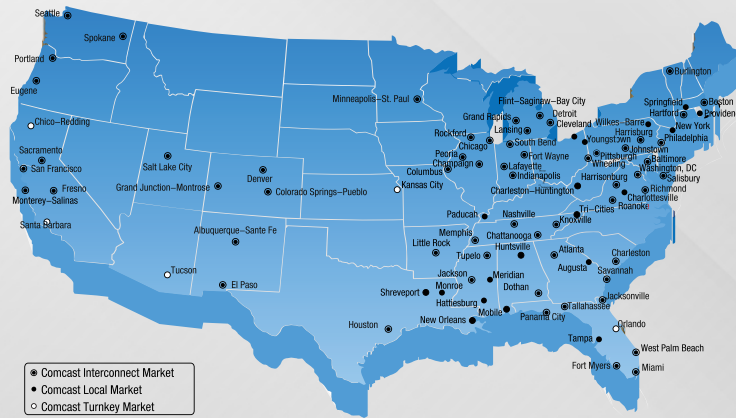 Seattle
Spokane
Portland
Eugene
Chico-Redding
Sacramento
San Francisco
Fresno
Monterey-Salinas
Santa Barbara
Salt Lake City
Grand Junction-Montrose
Denver
Colorado Springs-Pueblo
Albuquerque-Sante Fe
Tucson
El Paso
Minneapolis-St. Paul
Kansas City
Houston
Little Rock
Shreveport
Monroe
Rockford
Chicago
Peoria
Champaign
Columbus
Grand Rapids
Flint-Saginaw-Bay City
Lansing
Detroit
Cleveland
South Bend
Fort Wayne
Lafayette
Indianapolis
Charleston-Huntington
Paducah
Nashville
Memphis
Chattanooga
Knoxville
Tri-Cities
Huntsville
Tupelo
Jackson
Meridian
Hattiesburg
New Orleans
Mobile
Dothan
Panama City
Tallahassee
Atlanta
Augusta
Charleston
Savannah
Jacksonville
Orlando
Tampa
West Palm Beach
Fort Myers
Miami
Burlington
Springfield
Boston
Hartford
Providen
New York
Wilkes-Barre
Harrisburg
Philadelphia
Youngstown
Johnstown
Pittsburgh
Wheeling
Baltimore
Washington, DC
Salisbury
Harrisonburg
Richmond
Charlottesville
Roanoke
Comcast Interconnect Market
Comcast Local Market
Comcast Turnkey Market